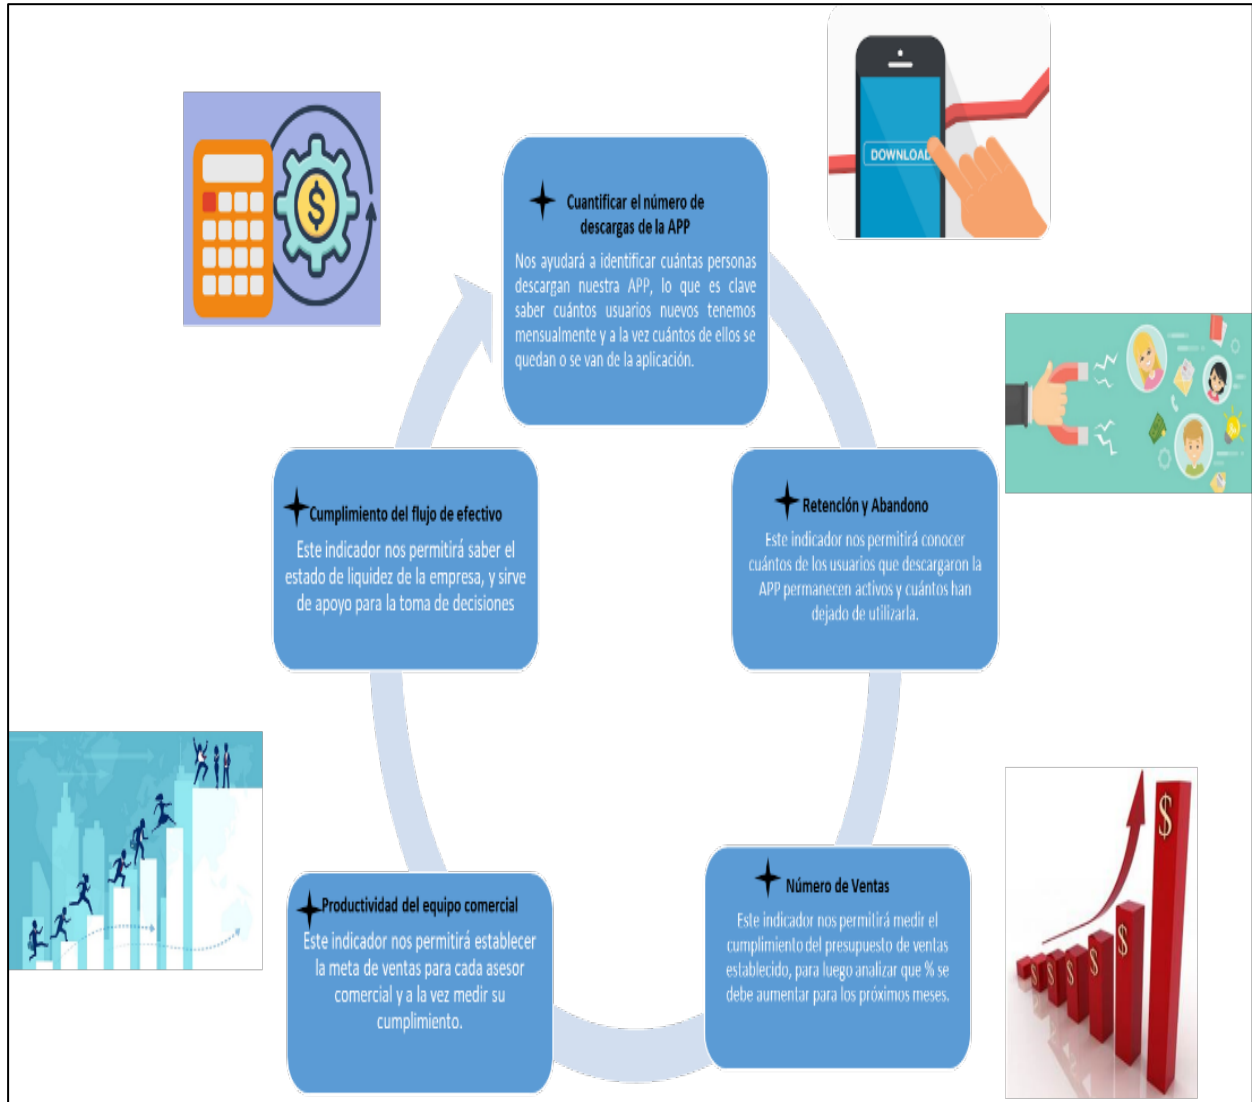 Cuantificar el número de
descargas de la APP
Nos ayudará a identificar cuántas personas
descargan nuestra APP, lo que es clave
saber cuántos usuarios nuevos tenemos
mensualmente y a la vez cuántos de ellos se
quedan o se van de la aplicación.
DOWNLOAD
Retención y Abandono
Este indicador nos permitirá conocer
cuántos de los usuarios que descargaron la
APP permanecen activos y cuántos han
dejado de utilizarla.
Número de Ventas
Este indicador nos permitirá medir el
cumplimiento del presupuesto de ventas
establecido, para luego analizar que % se
debe aumentar para los próximos meses.
Productividad del equipo comercial
Este indicador nos permitirá establecer
la meta de ventas para cada asesor
comercial y a la vez medir su
cumplimiento.
Cumplimiento del flujo de efectivo
Este indicador nos permitirá saber el
estado de liquidez de la empresa, y sirve
de apoyo para la toma de decisiones
$
$
$
$
$
$
$